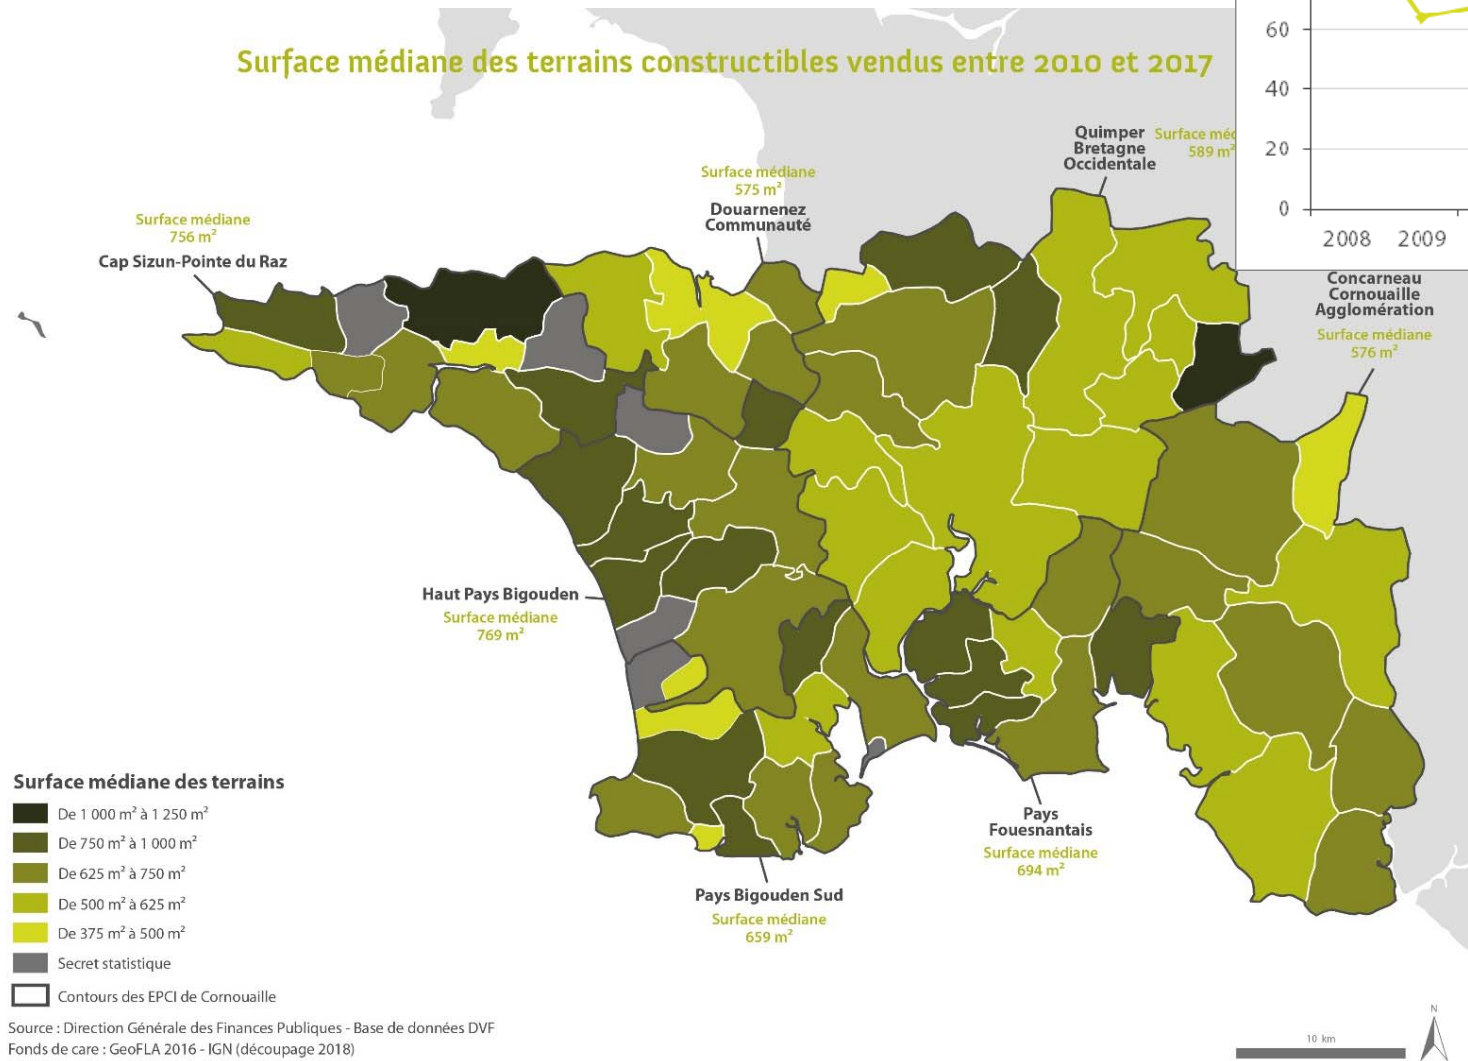 Surface médiane des terrains constructibles vendus entre 2010 et 2017
60
40
20
0
2008 2009
Quimper
Bretagne
Occidentale
Surface
589 m²
Surface médiane
575 m²
Douarnenez
Communauté
Surface médiane
756 m²
Cap Sizun-Pointe du Raz
Concarneau
Cornouaille
Agglomération
Surface médiane
576 m²
Haut Pays Bigouden
Surface médiane
769 m²
Pays
Fouesnantais
Surface médiane
694 m²
Pays Bigouden Sud
Surface médiane
659 m²
Surface médiane des terrains
De 1 000 m² à 1 250 m²
De 750 m² à 1 000 m²
De 625 m² à 750 m²
De 500 m² à 625 m²
De 375 m² à 500 m²
Secret statistique
Contours des EPCI de Cornouaille
Source : Direction Générale des Finances Publiques - Base de données DVF
Fonds de care : GeoFLA 2016 - IGN (découpage 2018)
10 km
N